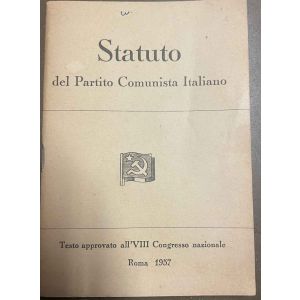 Statuto
del Partito Comunista Italiano
Testo approvato all'VIII Congresso nazionale
Roma 1957